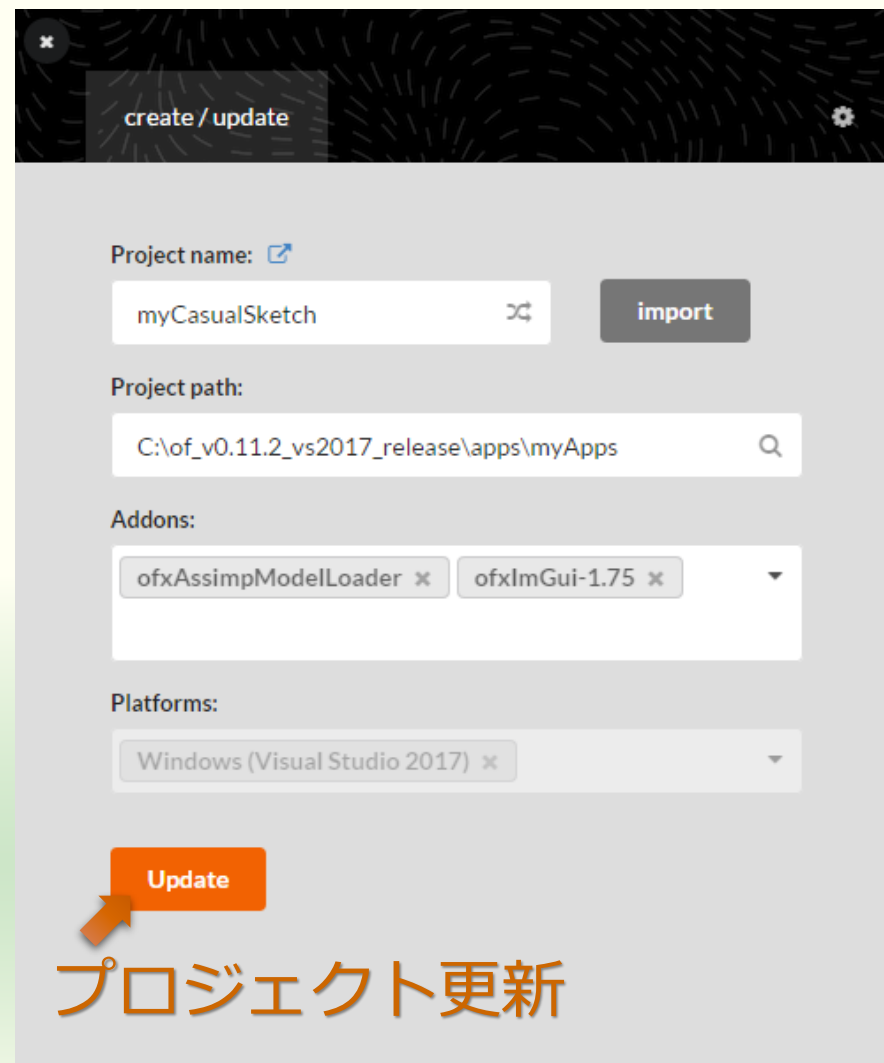 create / update
Project name:
myCasualSketch
import
Project path:
C:\of_v0.11.2_vs2017_release\apps\myApps
Addons:
ofxAssimpModelLoader × ofxImGui-1.75 ×
Platforms:
Windows (Visual Studio 2017) ×
Update
プロジェクト更新